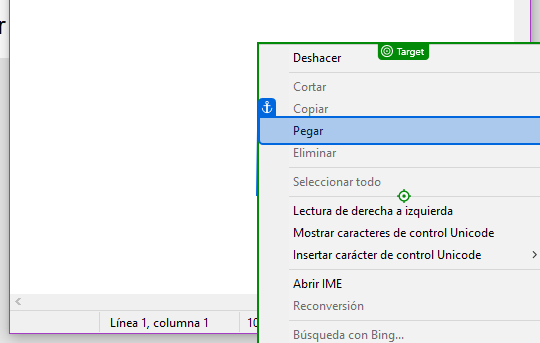 r
Target
Deshacer
Cortar
Copiar
Pegar
Eliminar
Seleccionar todo
Lectura de derecha a izquierda
Mostrar caracteres de control Unicode
Insertar carácter de control Unicode
Abrir IME
Reconversión
Búsqueda con Bing...
Línea 1, columna 1
10